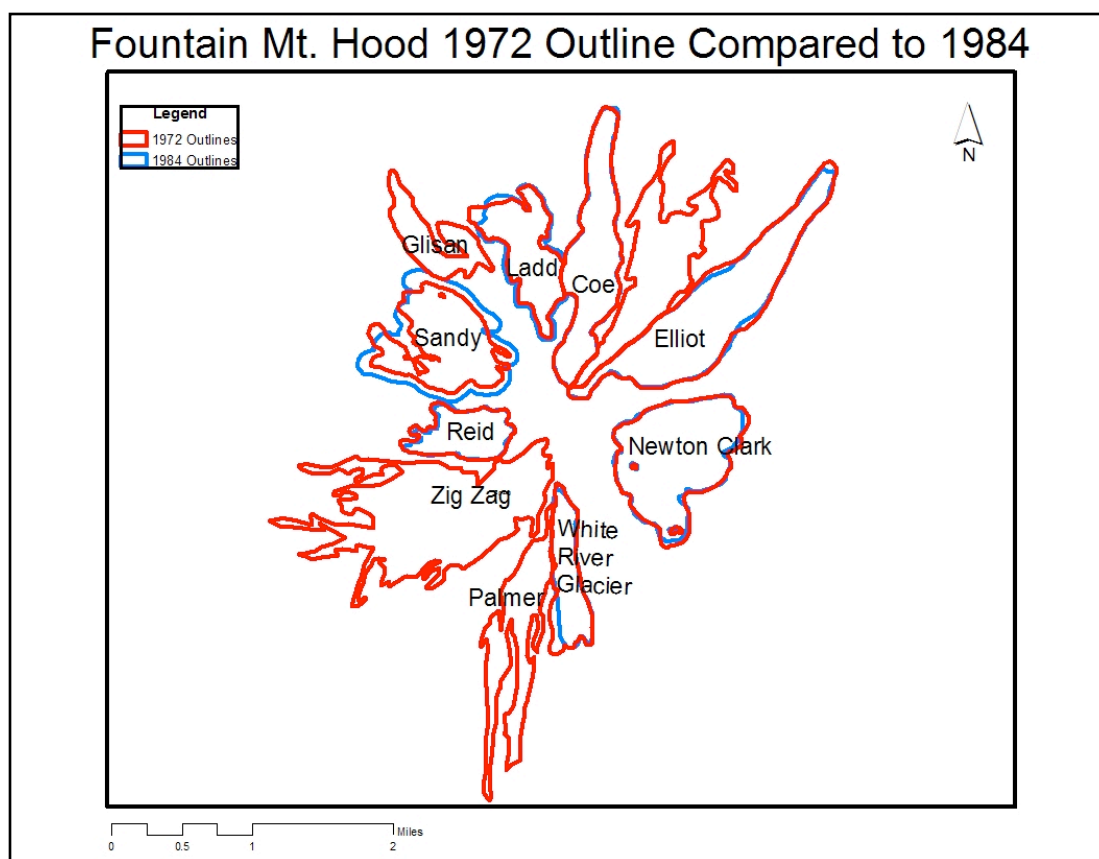 Fountain Mt. Hood 1972 Outline Compared to 1984
Legend
1972 Outlines
1984 Outlines
N
Glisan
Ladd
Coe
Sandy
Elliot
Reid
Newton Clark
Zig Zag
White
River
Glacier
Palmer
Miles
0 0.5 1 2